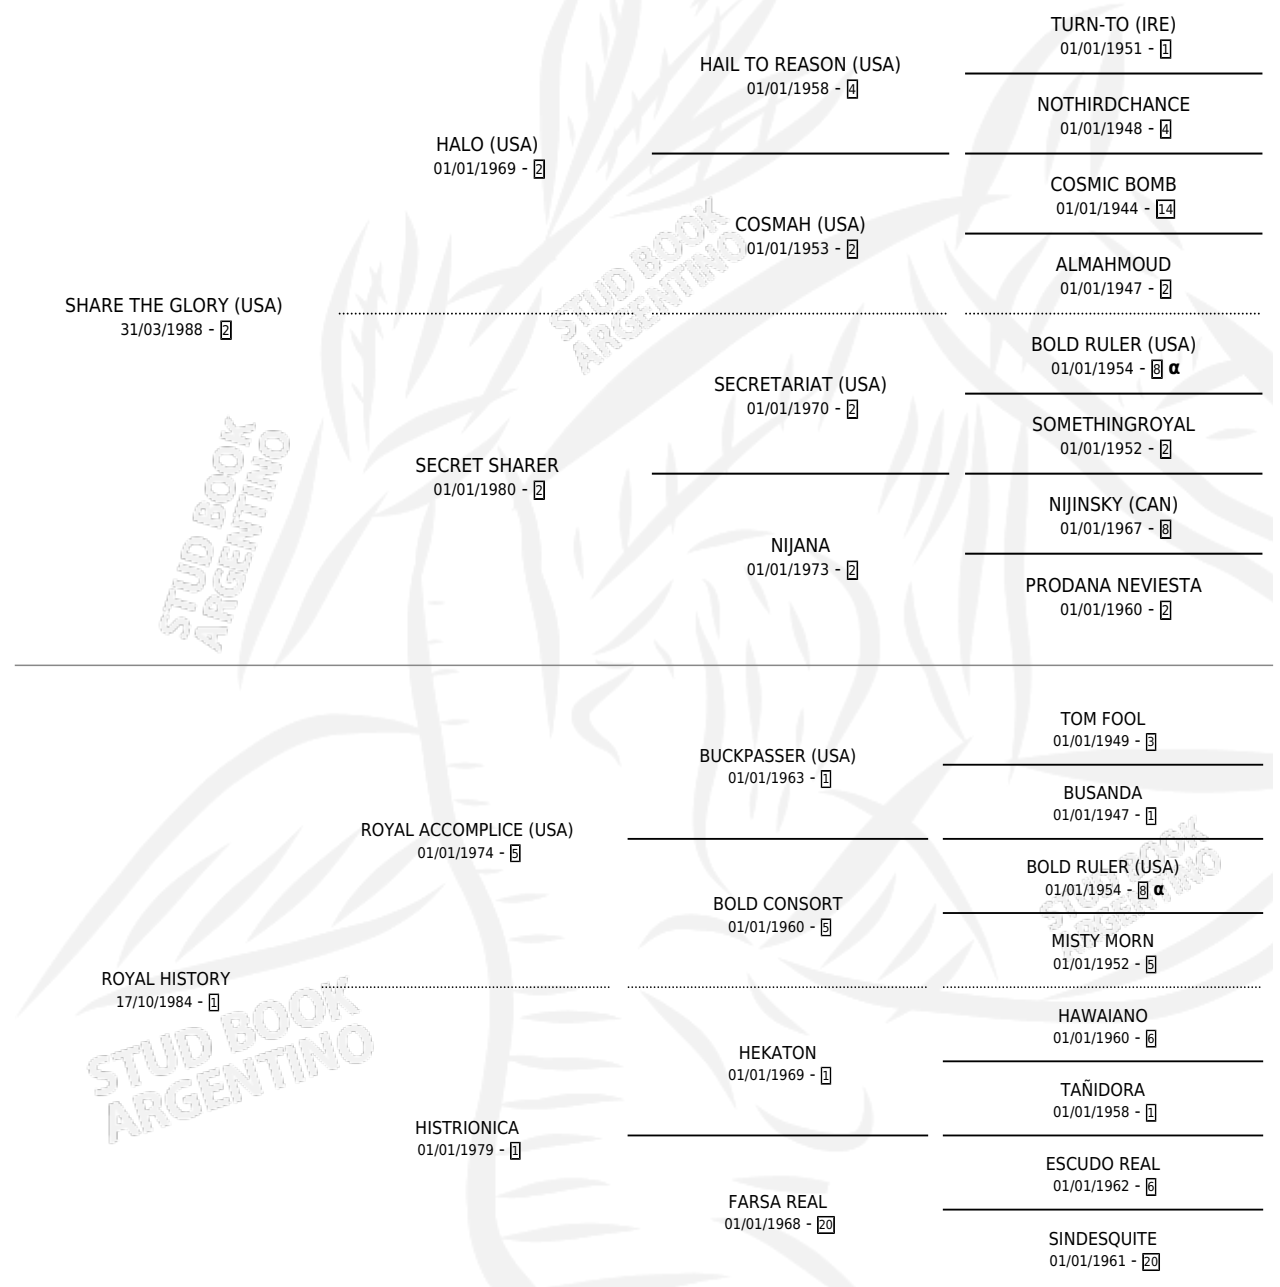 TURN-TO (IRE)
01/01/1951 - 1
HAIL TO REASON (USA)
01/01/1958 - 4
NOTHIRDCHANCE
01/01/1948 - 4
HALO (USA)
01/01/1969 - 2
COSMIC BOMB
01/01/1944 - 14
COSMAH (USA)
01/01/1953 - 2
ALMAHMOUD
01/01/1947 - 2
SHARE THE GLORY (USA)
31/03/1988 - 2
BOLD RULER (USA)
01/01/1954 - 8 α
SECRETARIAT (USA)
01/01/1970 - 2
SOMETHINGROYAL
01/01/1952 - 2
SECRET SHARER
01/01/1980 - 2
NIJINSKY (CAN)
01/01/1967 - 8
NIJANA
01/01/1973 - 2
PRODANA NEVIESTA
01/01/1960 - 2
TOM FOOL
01/01/1949 - 3
BUCKPASSER (USA)
01/01/1963 - 1
BUSANDA
01/01/1947 - 1
ROYAL ACCOMPLICE (USA)
01/01/1974 - 5
BOLD RULER (USA)
01/01/1954 - 8 α
BOLD CONSORT
01/01/1960 - 5
MISTY MORN
01/01/1952 - 5
ROYAL HISTORY
17/10/1984 - 1
HAWAIANO
01/01/1960 - 6
HEKATON
01/01/1969 - 1
TAÑIDORA
01/01/1958 - 1
HISTRIONICA
01/01/1979 - 1
ESCUDO REAL
01/01/1962 - 6
FARSA REAL
01/01/1968 - 20
SINDESQUITE
01/01/1961 - 20
STUD BOOK
ARGENTINO
STUD BOOK
ARGENTINO
STUD BOOK
ARGENTINO
STUD BOOK
ARGENTINO